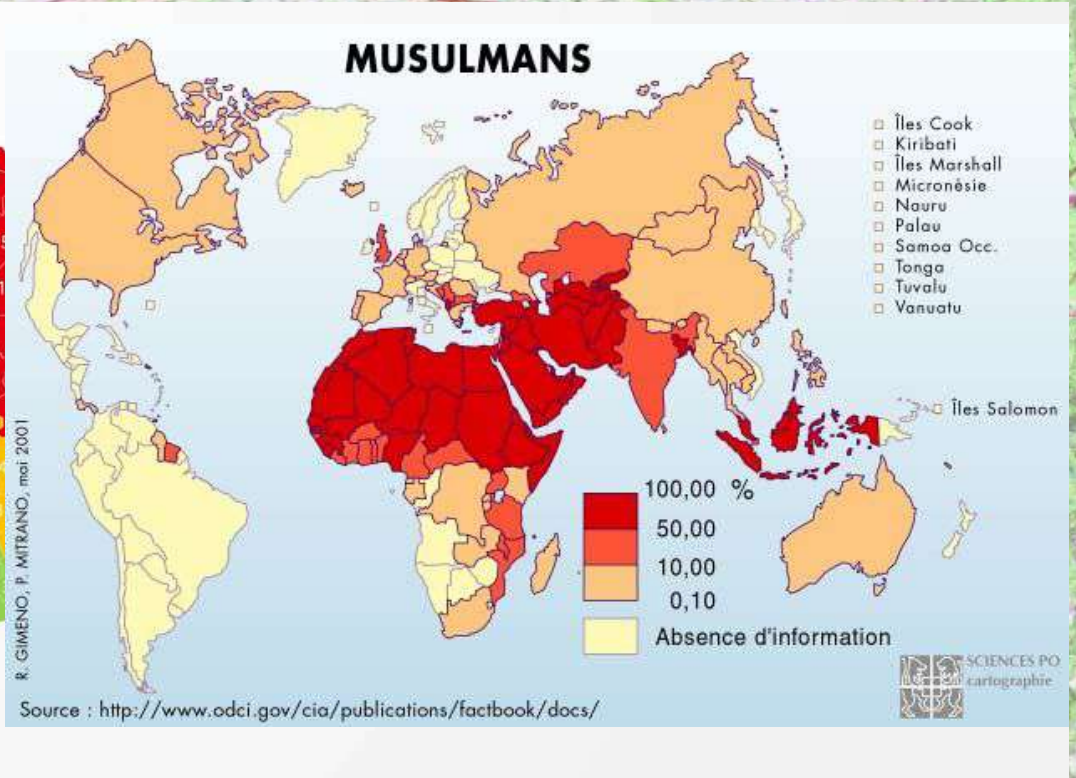 MUSULMANS
Îles Cook
Kiribati
Îles Marshall
Micronésie
Nauru
Palau
Samoa Occ.
Tonga
Tuvalu
Vanuatu
Îles Salomon
100,00 %
50,00
10,00
0,10
Absence d'information
R. GIMENO, P. MITRANO, mai 2001
SCIENCES PO
cartographie
Source : http://www.odci.gov/cia/publications/factbook/docs/